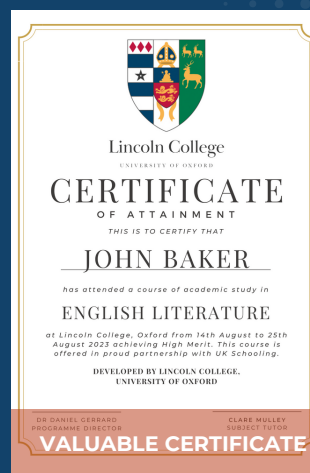 Lincoln College
UNIVERSITY OF OXFORD
CERTIFICATE
OF ATTAINMENT
THIS IS TO CERTIFY THAT
JOHN BAKER
has attended a course of academic study in
ENGLISH LITERATURE
at Lincoln College, Oxford from 14th August to 25th
August 2023 achieving High Merit. This course is
offered in proud partnership with UK Schooling.
DEVELOPED BY LINCOLN COLLEGE,
UNIVERSITY OF OXFORD
DR DANIEL GERRARD CLARE MULLEY
PROGRAMME DIRECTOR SUBJECT TUTOR
VALUABLE CERTIFICATE